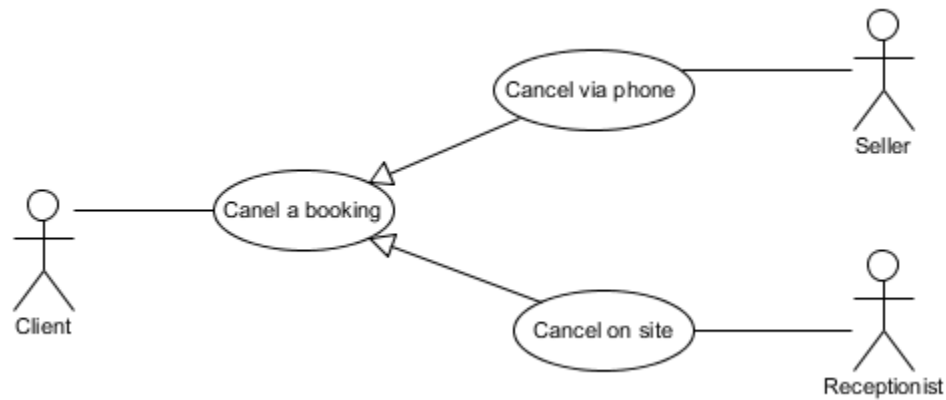 Cancel via phone
Seller
Canel a booking
Client
Cancel on site
Receptionist